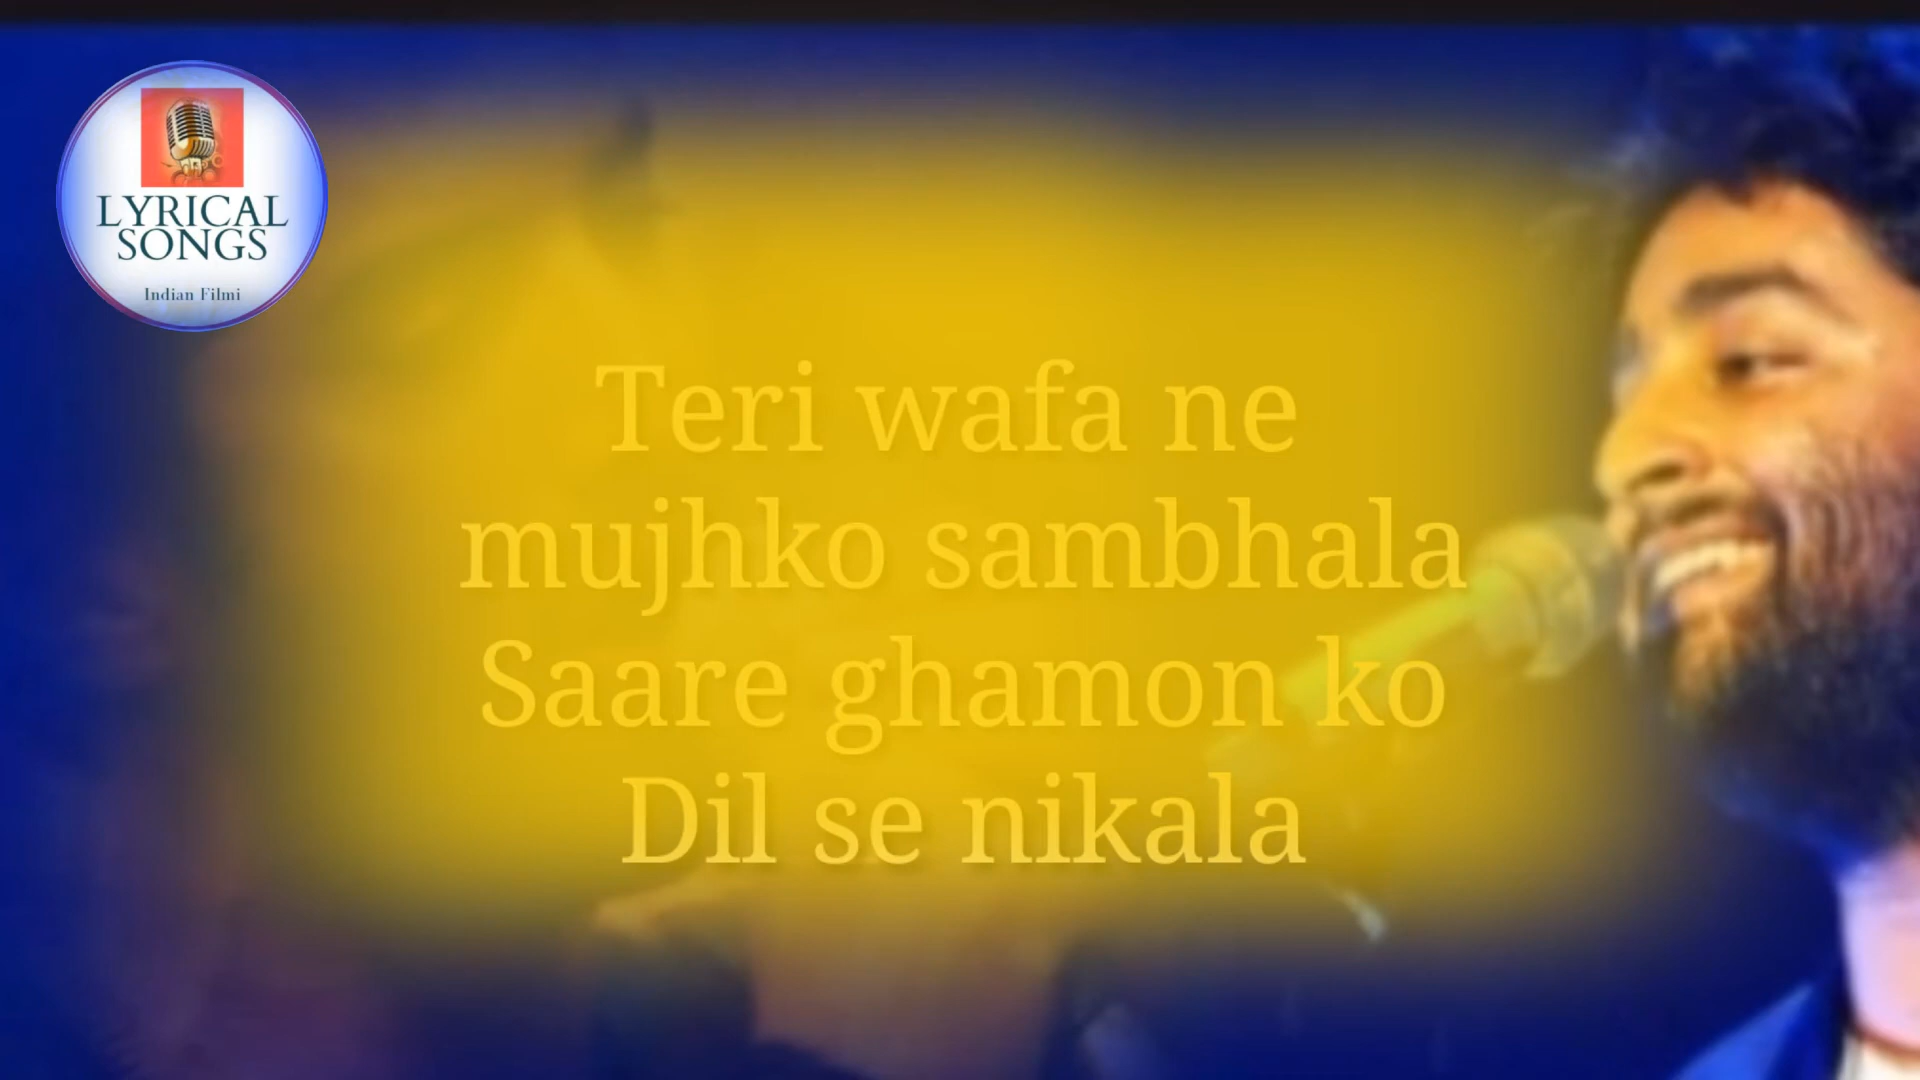 LYRICAL
SONGS
Indian Filmi
Teri wafa ne
mujhko sambhala
Saare ghamon ko
Dil se nikala